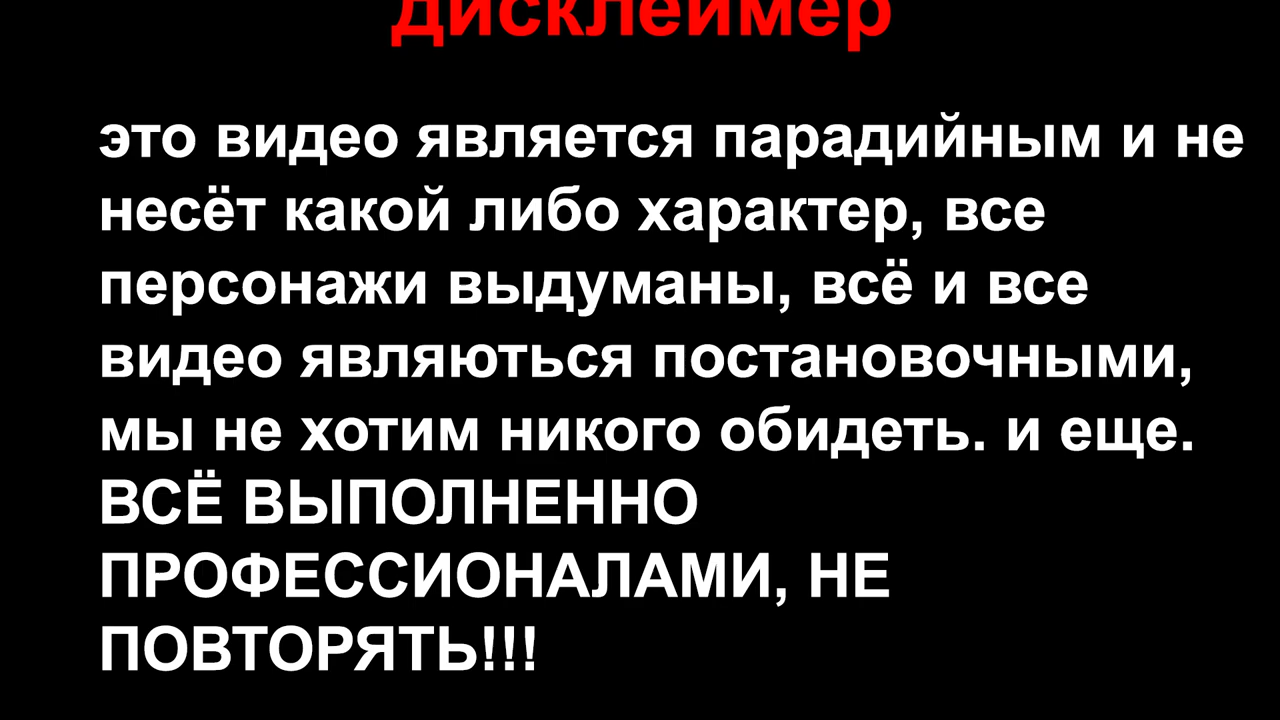 дисклеймер
это видео является парадийным и не
несёт какой либо характер, все
персонажи выдуманы, всё и все
видео являються постановочными,
мы не хотим никого обидеть. и еще.
ВСЁ ВЫПОЛНЕННО
ПРОФЕССИОНАЛАМИ, НЕ
ПОВТОРЯТЬ!!!